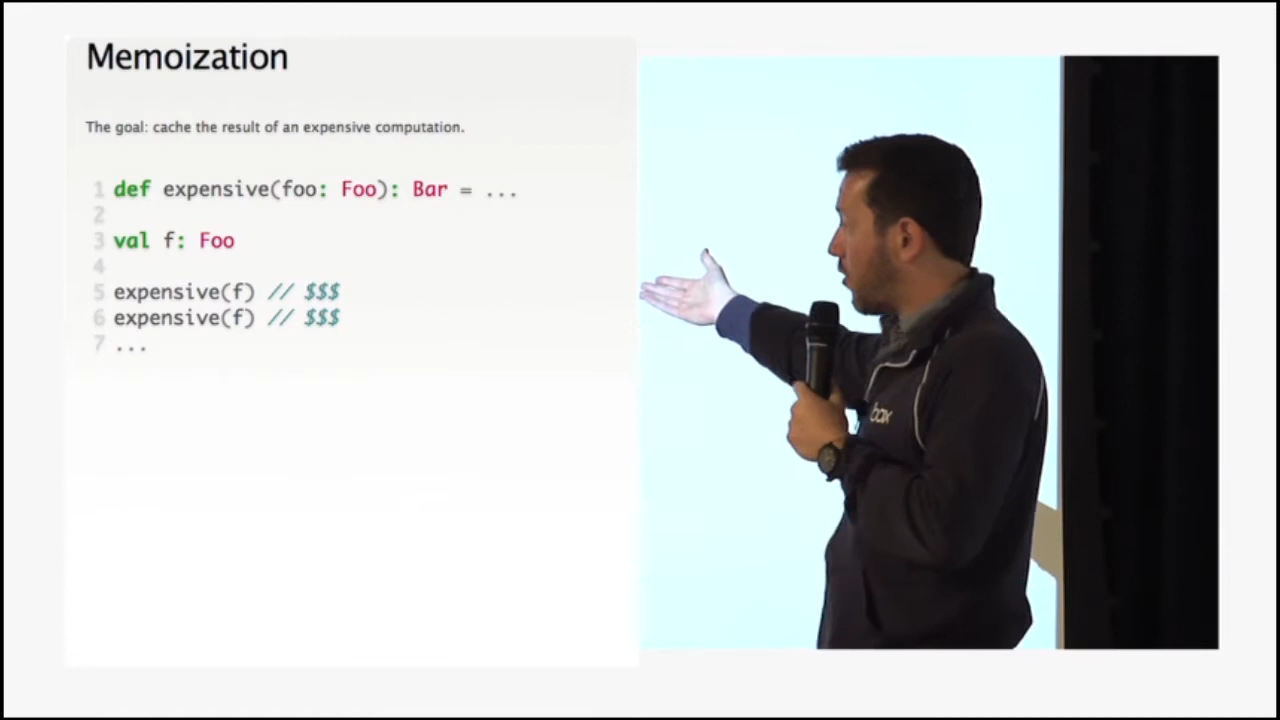 Memoization
The goal: cache the result of an expensive computation.
1 def expensive(foo: Foo): Bar = ...
2
3 val f: Foo
4
5 expensive(f) // $$$
6 expensive(f) // $$$
7 ...
box